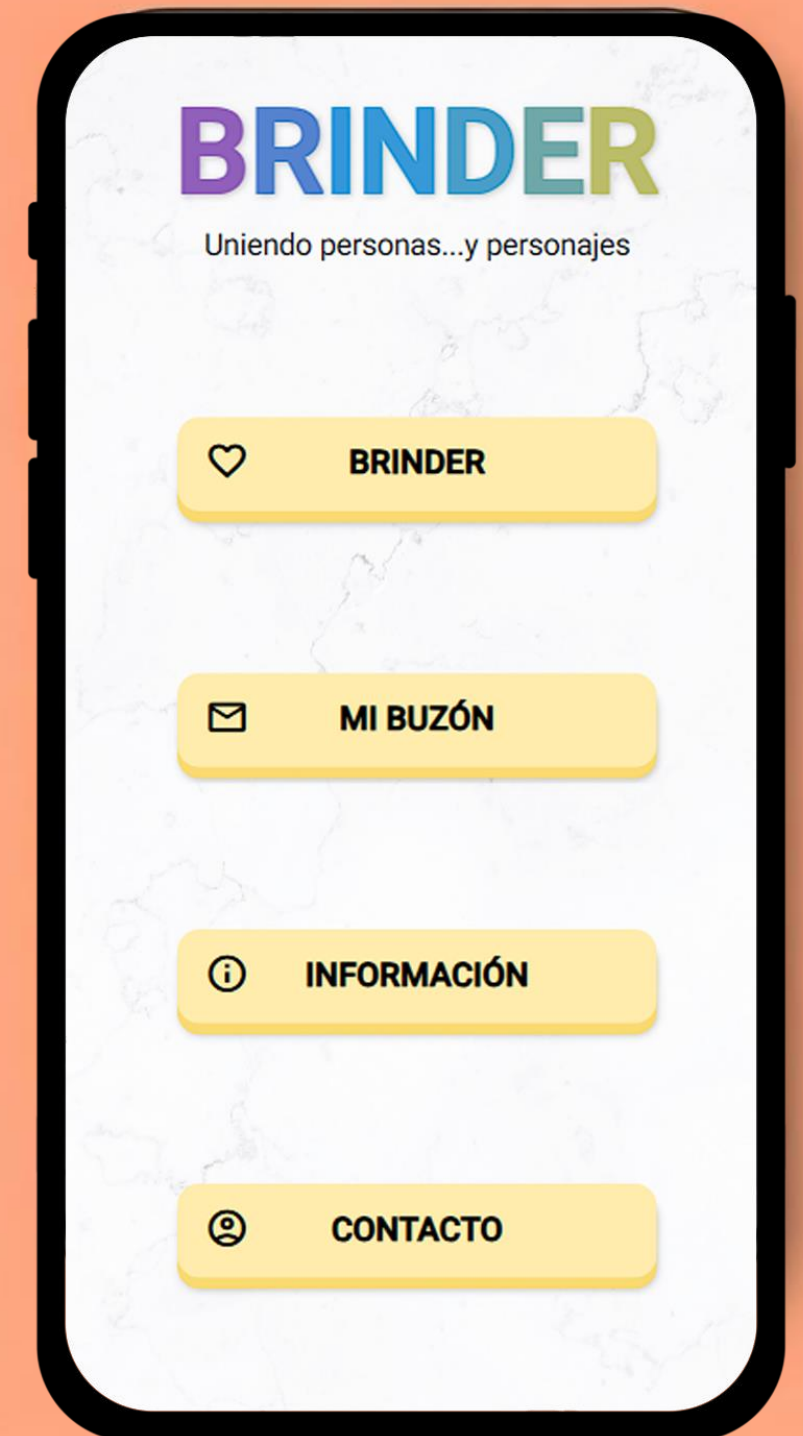 BRINDER
Uniendo personas...y personajes
BRINDER
MI BUZÓN
INFORMACIÓN
CONTACTO